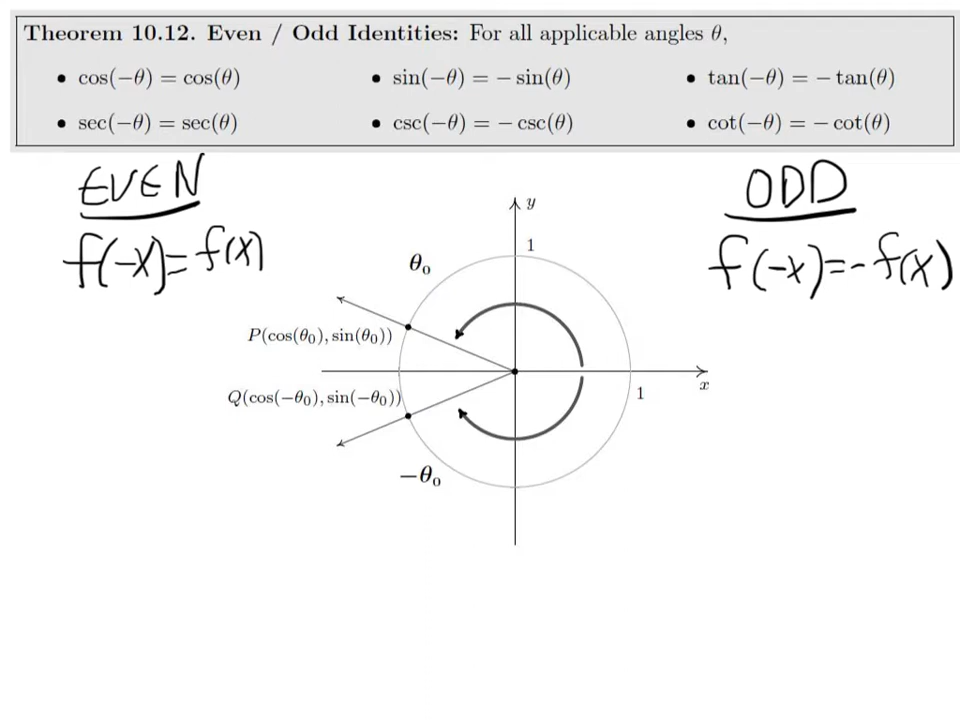 Theorem 10.12. Even / Odd Identities: For all applicable angles θ,
• cos(−θ) = cos(θ) • sin(−θ) = − sin(θ) • tan(−θ) = − tan(θ)
• sec(−θ) = sec(θ) • csc(−θ) = − csc(θ) • cot(−θ) = − cot(θ)
EVEN ODD
f(-x)=f(x) f(-x)=-f(x)
y
1
θ₀
P(cos(θ₀), sin(θ₀))
Q(cos(−θ₀), sin(−θ₀))
1
x
−θ₀